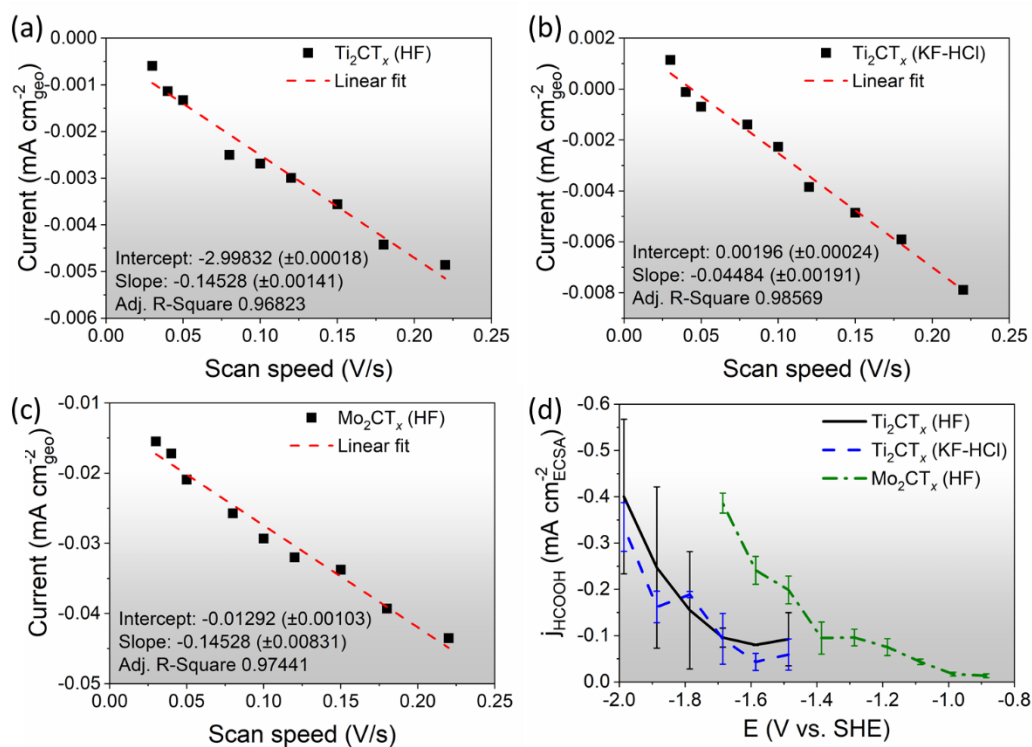 (a)
0.000
-0.001
-0.002
-0.003
-0.004
-0.005
-0.006
Current (mA cm⁻²geo)
Ti₂CTₓ (HF)
Linear fit
Intercept: -2.99832 (±0.00018)
Slope: -0.14528 (±0.00141)
Adj. R-Square 0.96823
0.00 0.05 0.10 0.15 0.20 0.25
Scan speed (V/s)
(b)
0.002
0.000
-0.002
-0.004
-0.006
-0.008
Current (mA cm⁻²geo)
Ti₂CTₓ (KF-HCl)
Linear fit
Intercept: 0.00196 (±0.00024)
Slope: -0.04484 (±0.00191)
Adj. R-Square 0.98569
0.00 0.05 0.10 0.15 0.20 0.25
Scan speed (V/s)
(c)
-0.01
-0.02
-0.03
-0.04
-0.05
Current (mA cm⁻²geo)
Mo₂CTₓ (HF)
Linear fit
Intercept: -0.01292 (±0.00103)
Slope: -0.14528 (±0.00831)
Adj. R-Square 0.97441
0.00 0.05 0.10 0.15 0.20 0.25
Scan speed (V/s)
(d)
-0.6
-0.5
-0.4
-0.3
-0.2
-0.1
0.0
jHCOOH (mA cm⁻²ECSA)
Ti₂CTₓ (HF)
Ti₂CTₓ (KF-HCl)
Mo₂CTₓ (HF)
-2.0 -1.8 -1.6 -1.4 -1.2 -1.0 -0.8
E (V vs. SHE)